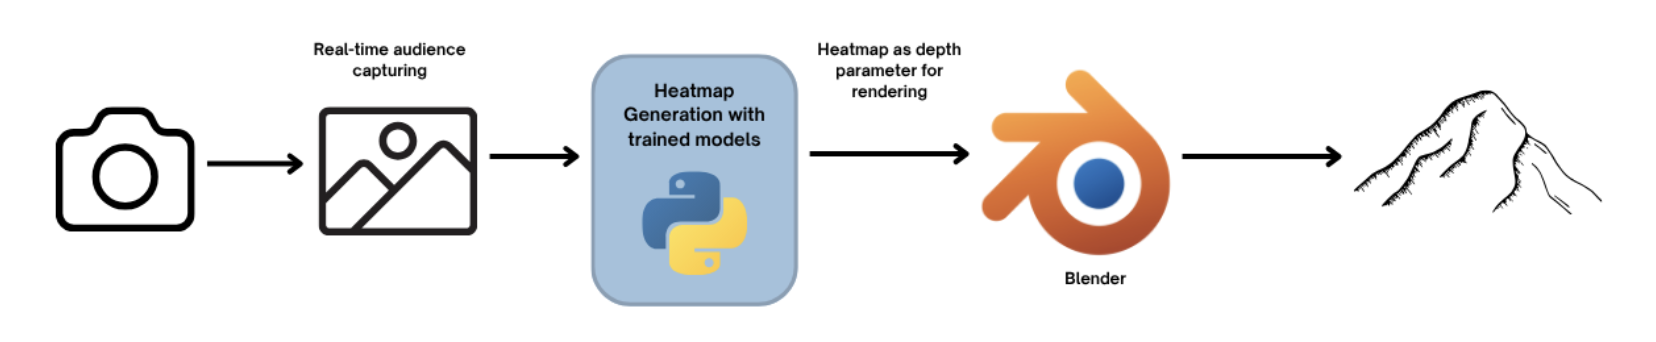 Real-time audience
capturing
Heatmap
Generation with
trained models
Heatmap as depth
parameter for
rendering
Blender